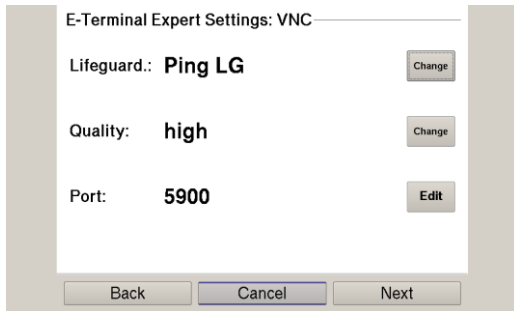 E-Terminal Expert Settings: VNC
Lifeguard.: Ping LG Change
Quality: high Change
Port: 5900 Edit
Back Cancel Next